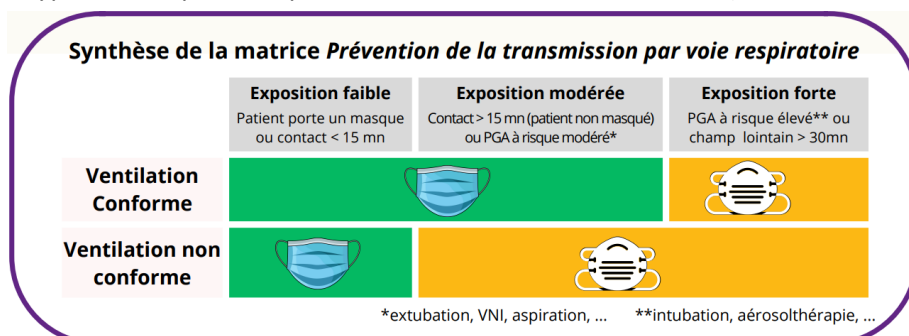 Synthèse de la matrice Prévention de la transmission par voie respiratoire
Exposition faible
Patient porte un masque
ou contact < 15 mn
Exposition modérée
Contact > 15 mn (patient non masqué)
ou PGA à risque modéré*
Exposition forte
PGA à risque élevé** ou
champ lointain > 30mn
Ventilation
Conforme
Ventilation non
conforme
*extubation, VNI, aspiration, ...
**intubation, aérosolthérapie, ...